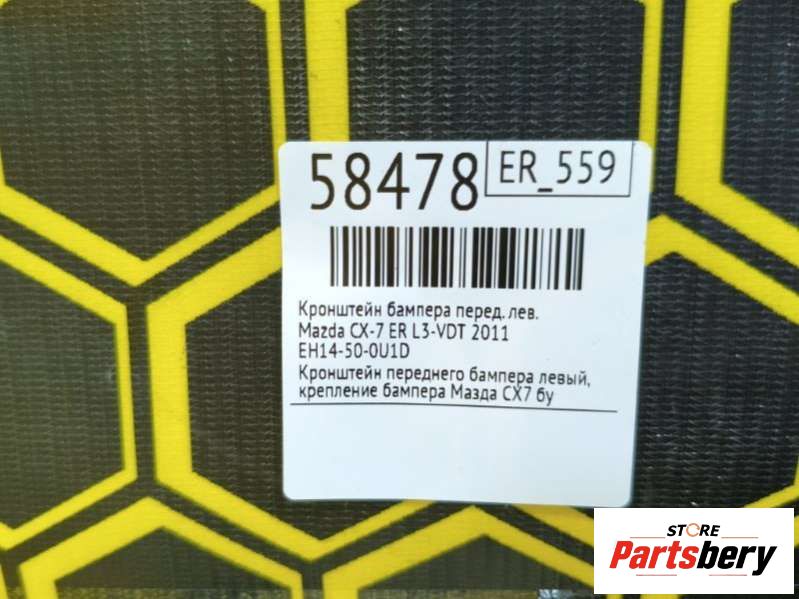 58478
ER_559
Кронштейн бампера перед. лев.
Mazda CX-7 ER L3-VDT 2011
EH14-50-0U1D
Кронштейн переднего бампера левый,
крепление бампера Мазда СХ7 бу
STORE
Partsbery